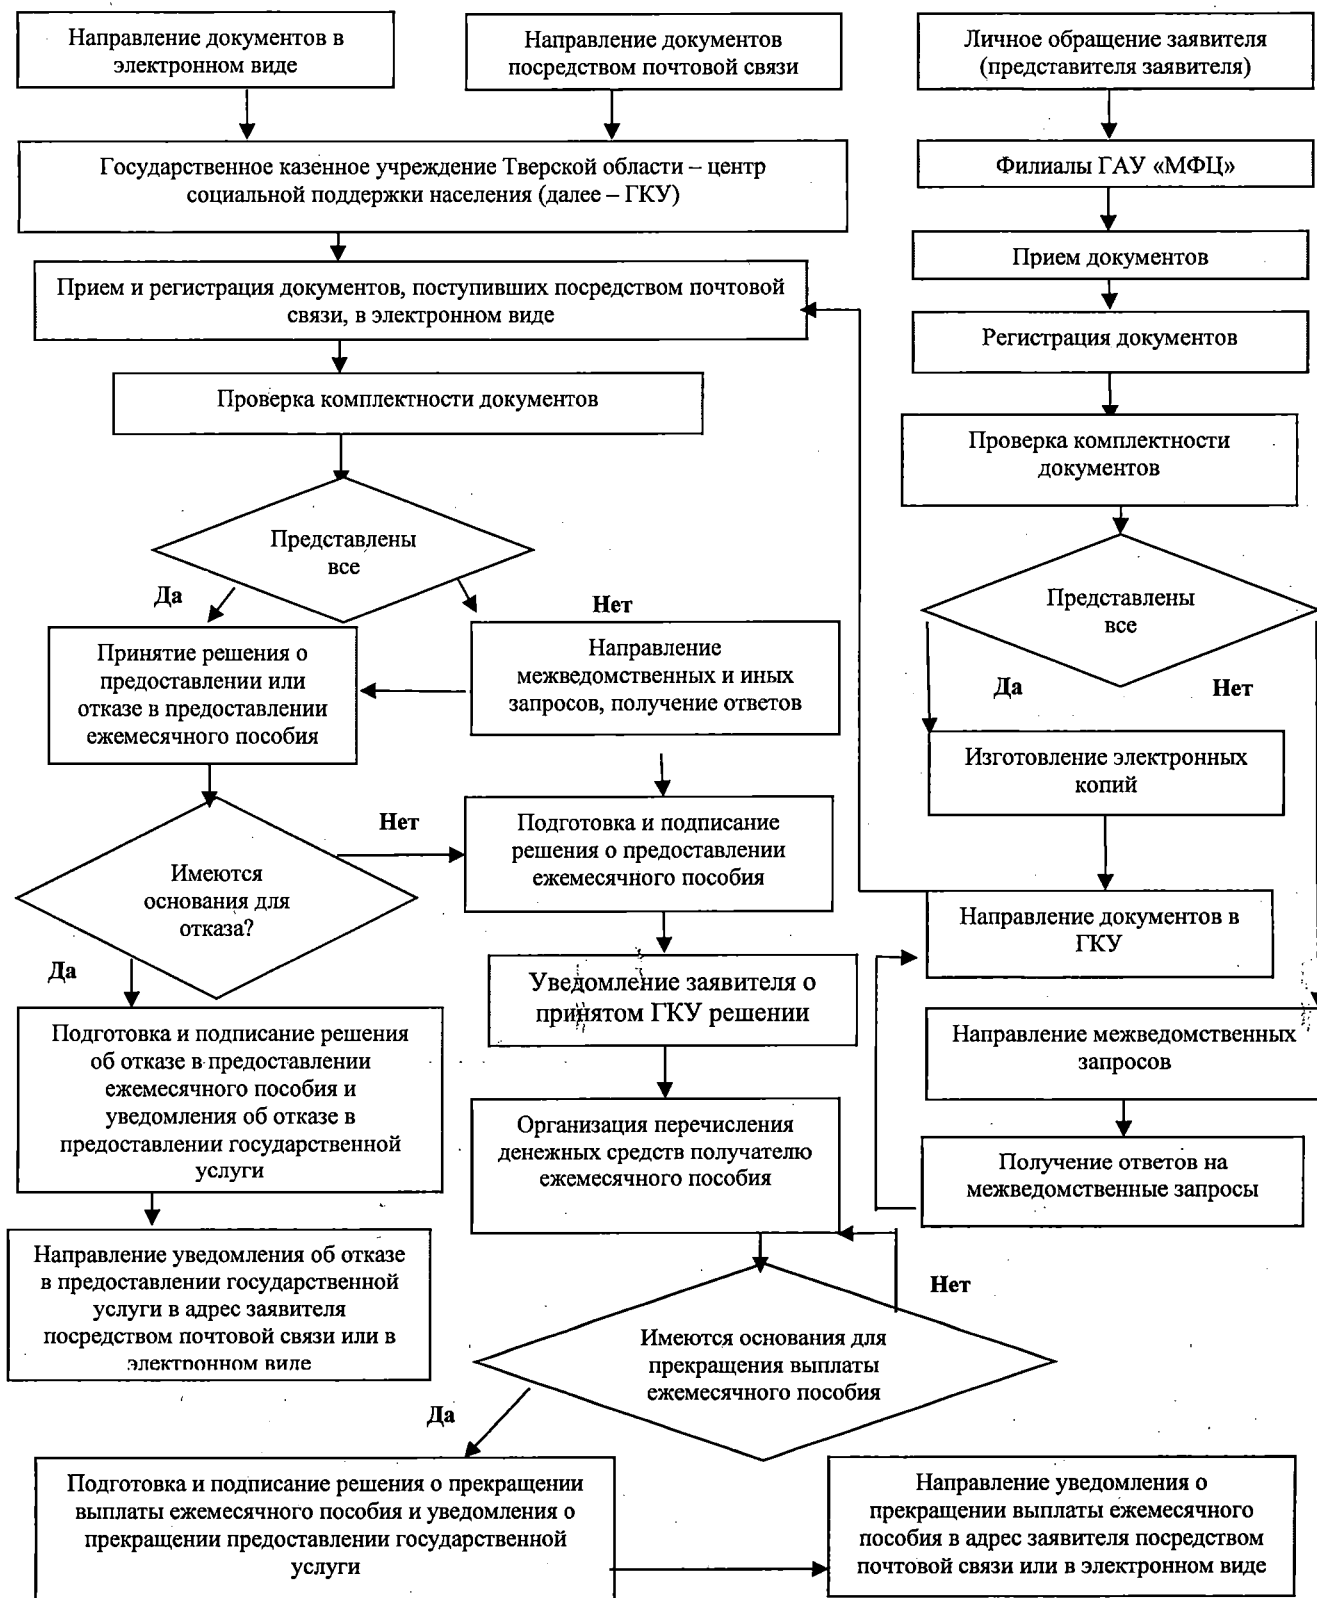 Направление документов в
электронном виде
Направление документов
посредством почтовой связи
Личное обращение заявителя
(представителя заявителя)
Государственное казенное учреждение Тверской области – центр
социальной поддержки населения (далее – ГКУ)
Филиалы ГАУ «МФЦ»
Прием документов
Прием и регистрация документов, поступивших посредством почтовой
связи, в электронном виде
Регистрация документов
Проверка комплектности документов
Проверка комплектности
документов
Представлены
все
Да
Нет
Представлены
все
Да
Нет
Принятие решения о
предоставлении или
отказе в предоставлении
ежемесячного пособия
Направление
межведомственных и иных
запросов, получение ответов
Изготовление электронных
копий
Нет
Подготовка и подписание
решения о предоставлении
ежемесячного пособия
Имеются
основания для
отказа?
Да
Направление документов в
ГКУ
Уведомление заявителя о
принятом ГКУ решении
Подготовка и подписание решения
об отказе в предоставлении
ежемесячного пособия и
уведомления об отказе в
предоставлении государственной
услуги
Направление межведомственных
запросов
Организация перечисления
денежных средств получателю
ежемесячного пособия
Получение ответов на
межведомственные запросы
Направление уведомления об отказе
в предоставлении государственной
услуги в адрес заявителя
посредством почтовой связи или в
электронном виде
Нет
Имеются основания для
прекращения выплаты
ежемесячного пособия
Да
Подготовка и подписание решения о прекращении
выплаты ежемесячного пособия и уведомления о
прекращении предоставлении государственной
услуги
Направление уведомления о
прекращении выплаты ежемесячного
пособия в адрес заявителя посредством
почтовой связи или в электронном виде